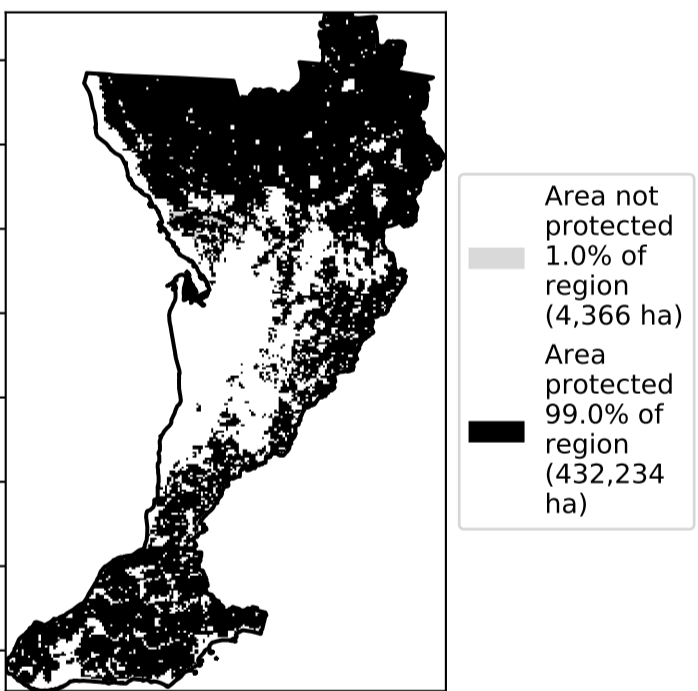 Area not
protected
1.0% of
region
(4,366 ha)
Area
protected
99.0% of
region
(432,234
ha)